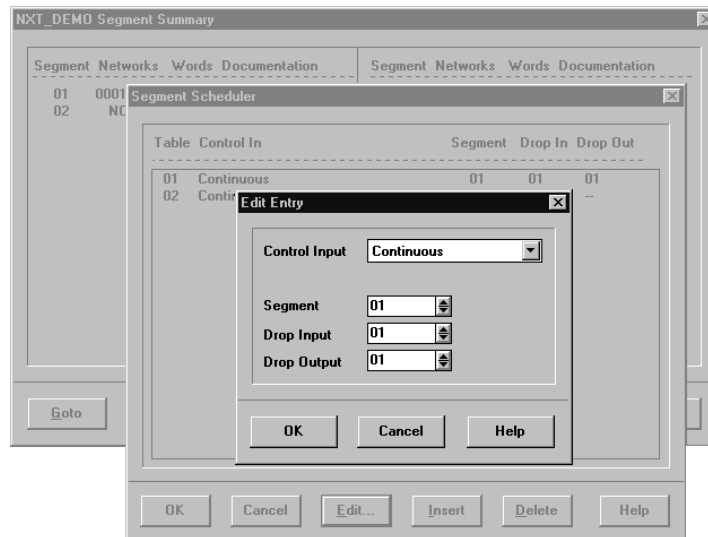 NXT_DEMO Segment Summary
Segment Networks Words Documentation Segment Networks Words Documentation
01 0001
02
Segment Scheduler
Table Control In Segment Drop In Drop Out
01 Continuous 01 01 01
02 --
Edit Entry
Control Input Continuous
Segment 01
Drop Input 01
Drop Output 01
OK Cancel Help
Goto
OK Cancel Edit... Insert Delete Help